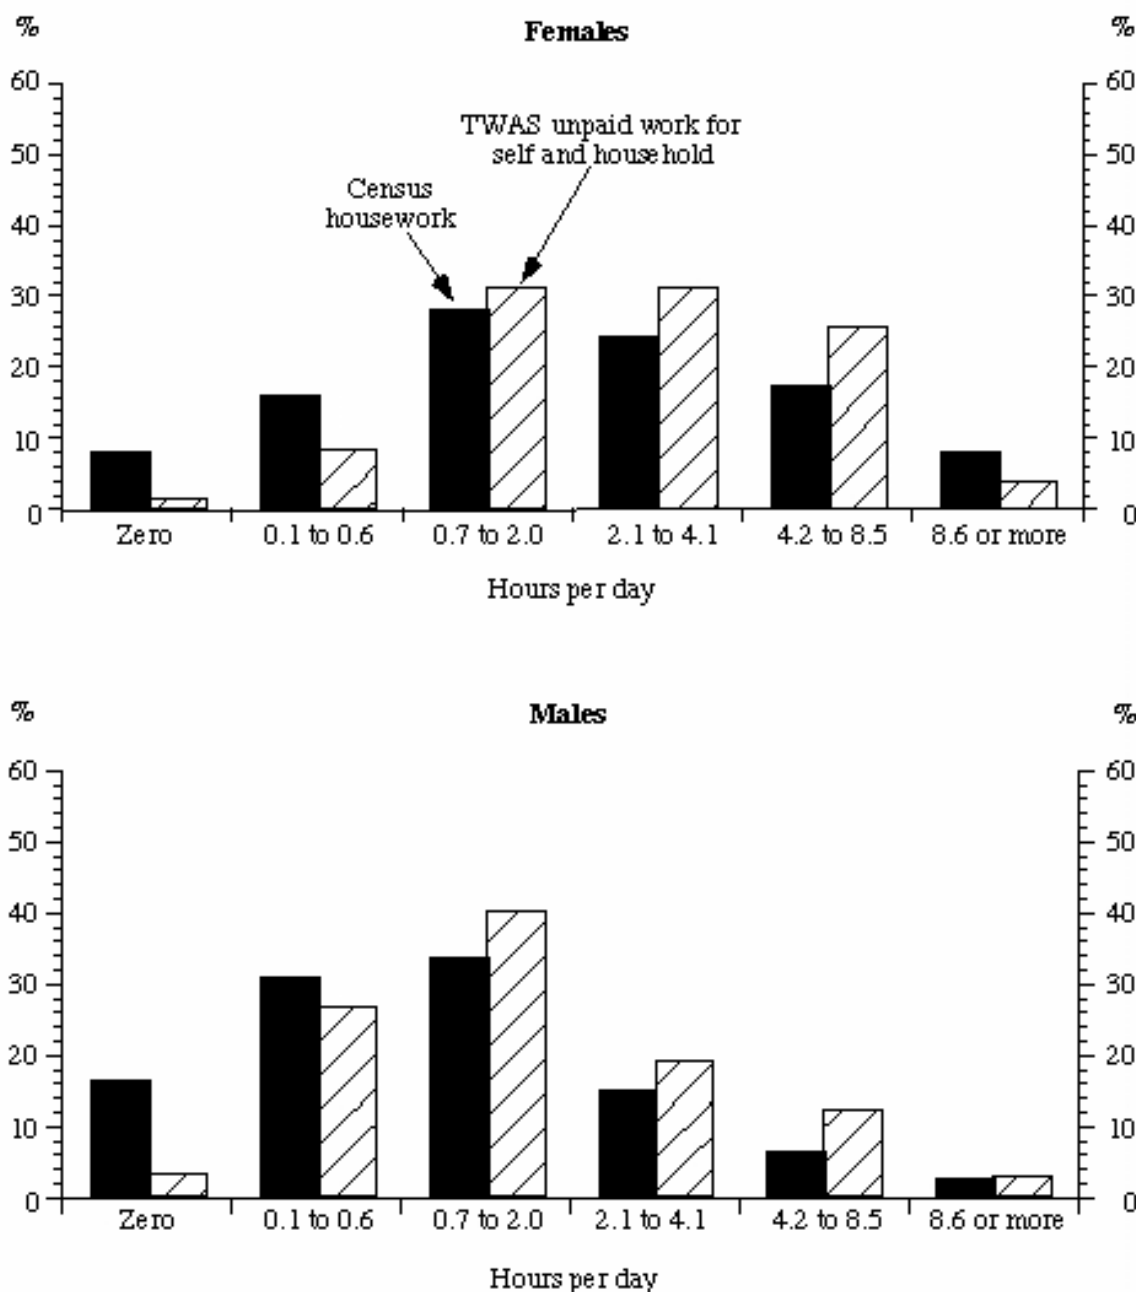 % Females %
60 60
50 50
TWAS unpaid work for
self and household
Census
housework
40 40
30 30
20 20
10 10
0 0
Zero 0.1 to 0.6 0.7 to 2.0 2.1 to 4.1 4.2 to 8.5 8.6 or more
Hours per day
% Males %
60 60
50 50
40 40
30 30
20 20
10 10
0 0
Zero 0.1 to 0.6 0.7 to 2.0 2.1 to 4.1 4.2 to 8.5 8.6 or more
Hours per day